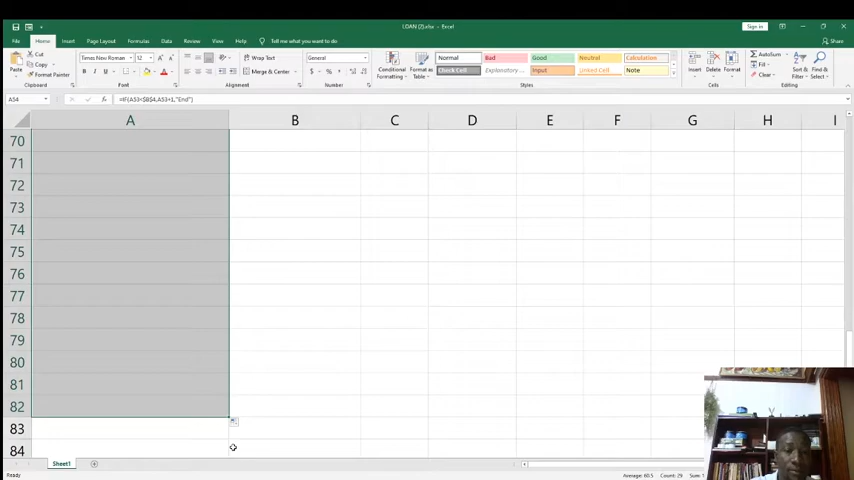 LOAN (2).xlsx - Excel
Sign in
File Home Insert Page Layout Formulas Data Review View Help Tell me what you want to do Share
Paste Cut Copy Format Painter
Times New Roman 12 A A
Wrap Text Merge & Center
General
Conditional Formatting Format as Table
Normal Bad Good Neutral Calculation
Check Cell Explanatory ... Input Linked Cell Note
Insert Delete Format
AutoSum Fill Clear
Sort & Filter Find & Select
Clipboard Font Alignment Number Styles Cells Editing
A54 =IF(A53<$B$4,A53+1,"End")
A B C D E F G H I
70
71
72
73
74
75
76
77
78
79
80
81
82
83
84
Sheet1
Ready Average: 60.5 Count: 29